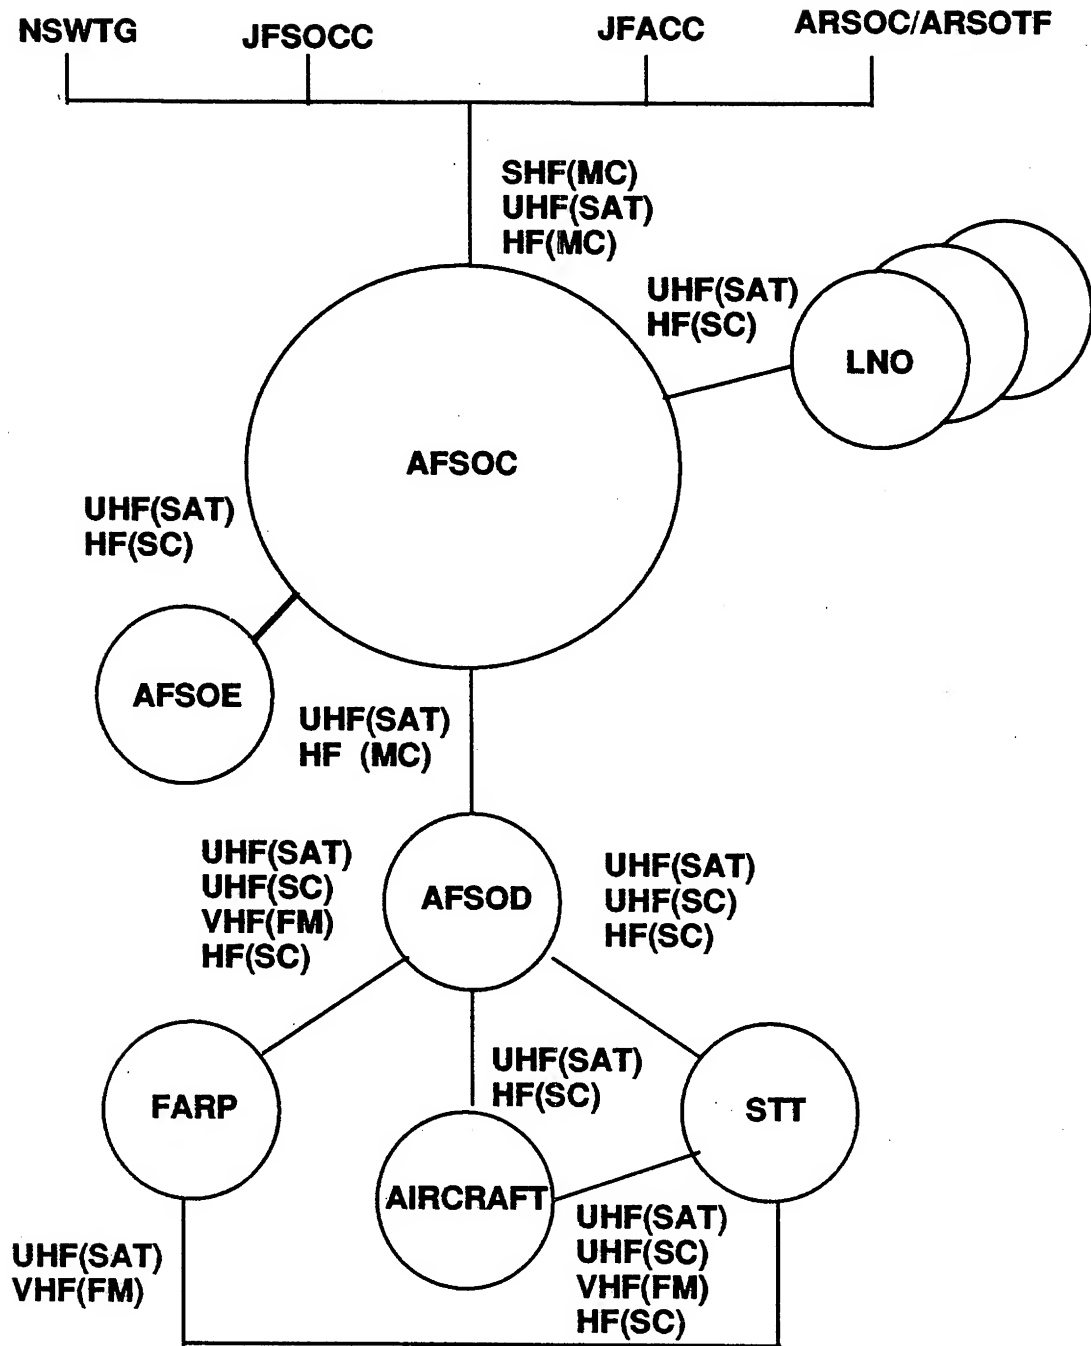 NSWTG
JFSOCC
JFACC
ARSOC/ARSOTF
SHF(MC)
UHF(SAT)
HF(MC)
UHF(SAT)
HF(SC)
LNO
AFSOC
UHF(SAT)
HF(SC)
AFSOE
UHF(SAT)
HF (MC)
UHF(SAT)
UHF(SC)
VHF(FM)
HF(SC)
AFSOD
UHF(SAT)
UHF(SC)
HF(SC)
UHF(SAT)
HF(SC)
FARP
STT
AIRCRAFT
UHF(SAT)
VHF(FM)
UHF(SAT)
UHF(SC)
VHF(FM)
HF(SC)